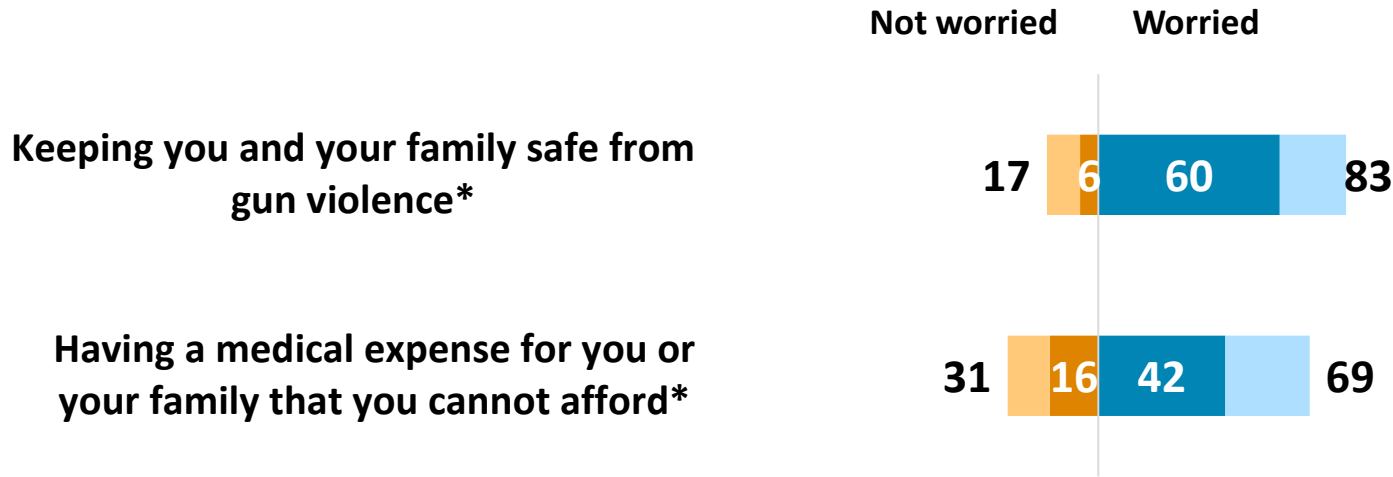 Not worried Worried
Keeping you and your family safe from
gun violence*
17 6 60 83
Having a medical expense for you or
your family that you cannot afford*
31 16 42 69